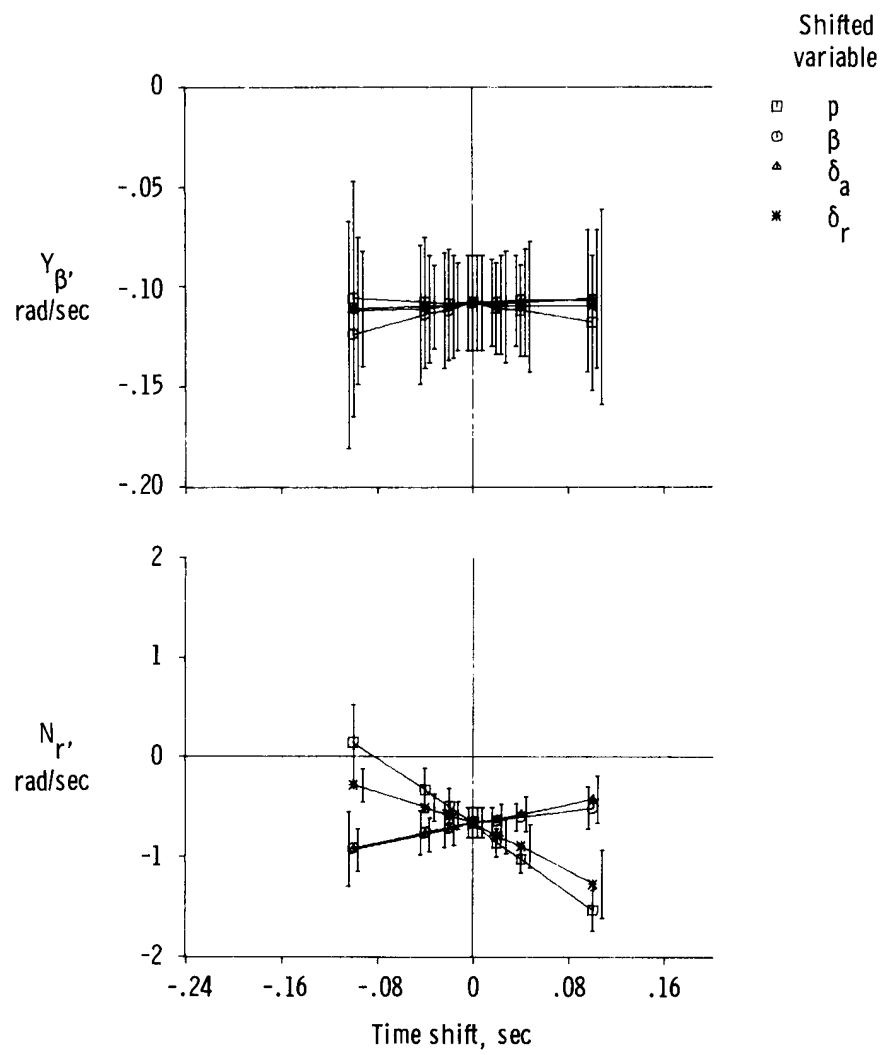 Shifted
variable
p
β
δa
δr
0
-.05
-.10
-.15
-.20
Yβ,
rad/sec
2
1
0
-1
-2
Nr,
rad/sec
-.24 -.16 -.08 0 .08 .16
Time shift, sec